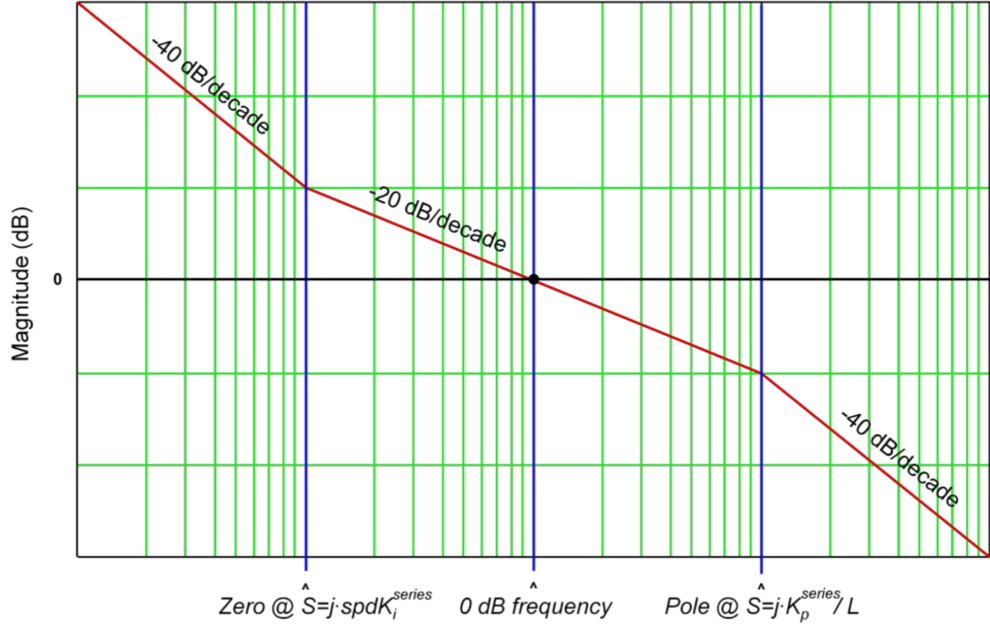 -40 dB/decade
-20 dB/decade
Magnitude (dB)
0
-40 dB/decade
^ ^ ^
Zero @ S=j·spdK_i^series 0 dB frequency Pole @ S=j·K_p^series/ L